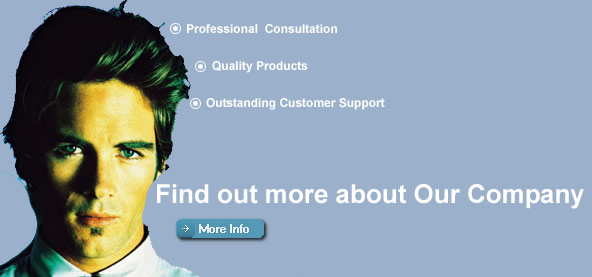 Professional Consultation
Quality Products
Outstanding Customer Support
Find out more about Our Company
More Info